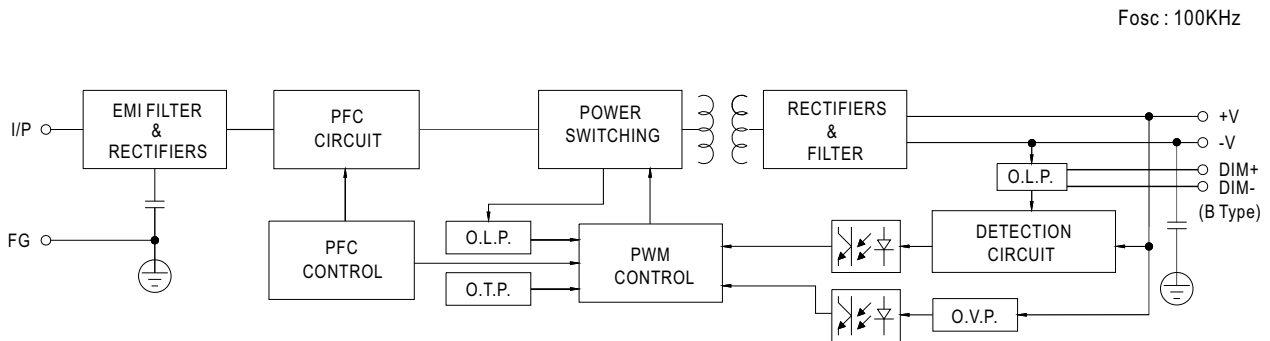 Fosc : 100KHz
I/P
EMI FILTER
&
RECTIFIERS
PFC
CIRCUIT
POWER
SWITCHING
RECTIFIERS
&
FILTER
+V
-V
DIM+
DIM-
(B Type)
O.L.P.
FG
PFC
CONTROL
O.L.P.
O.T.P.
PWM
CONTROL
DETECTION
CIRCUIT
O.V.P.